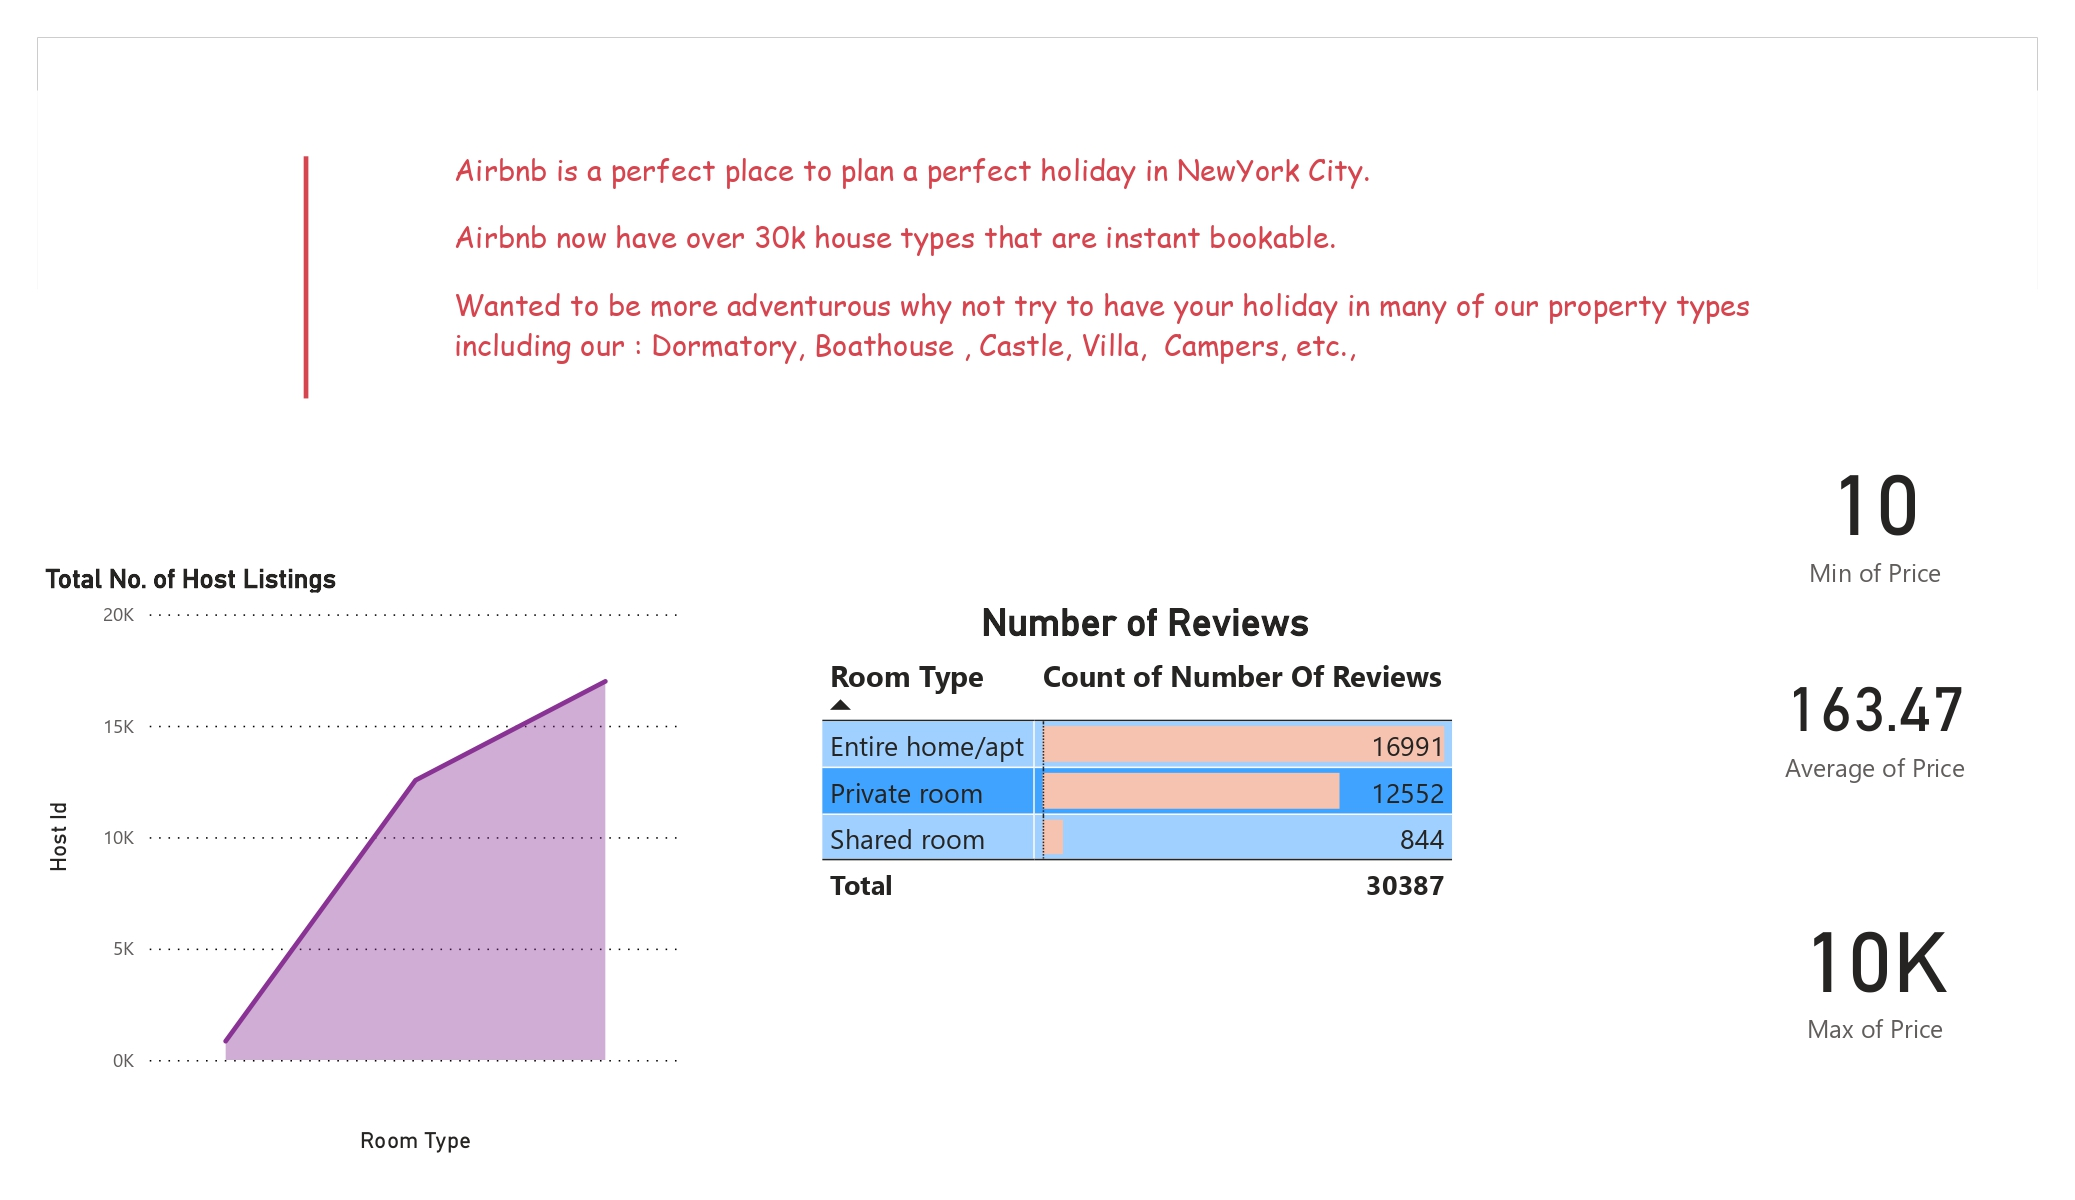 Airbnb is a perfect place to plan a perfect holiday in NewYork City.
Airbnb now have over 30k house types that are instant bookable.
Wanted to be more adventurous why not try to have your holiday in many of our property types
including our : Dormatory, Boathouse , Castle, Villa,  Campers, etc.,
Total No. of Host Listings
20K
15K
10K
5K
0K
Host Id
Room Type
Number of Reviews
Room Type Count of Number Of Reviews
Entire home/apt 16991
Private room 12552
Shared room 844
Total 30387
10
Min of Price
163.47
Average of Price
10K
Max of Price